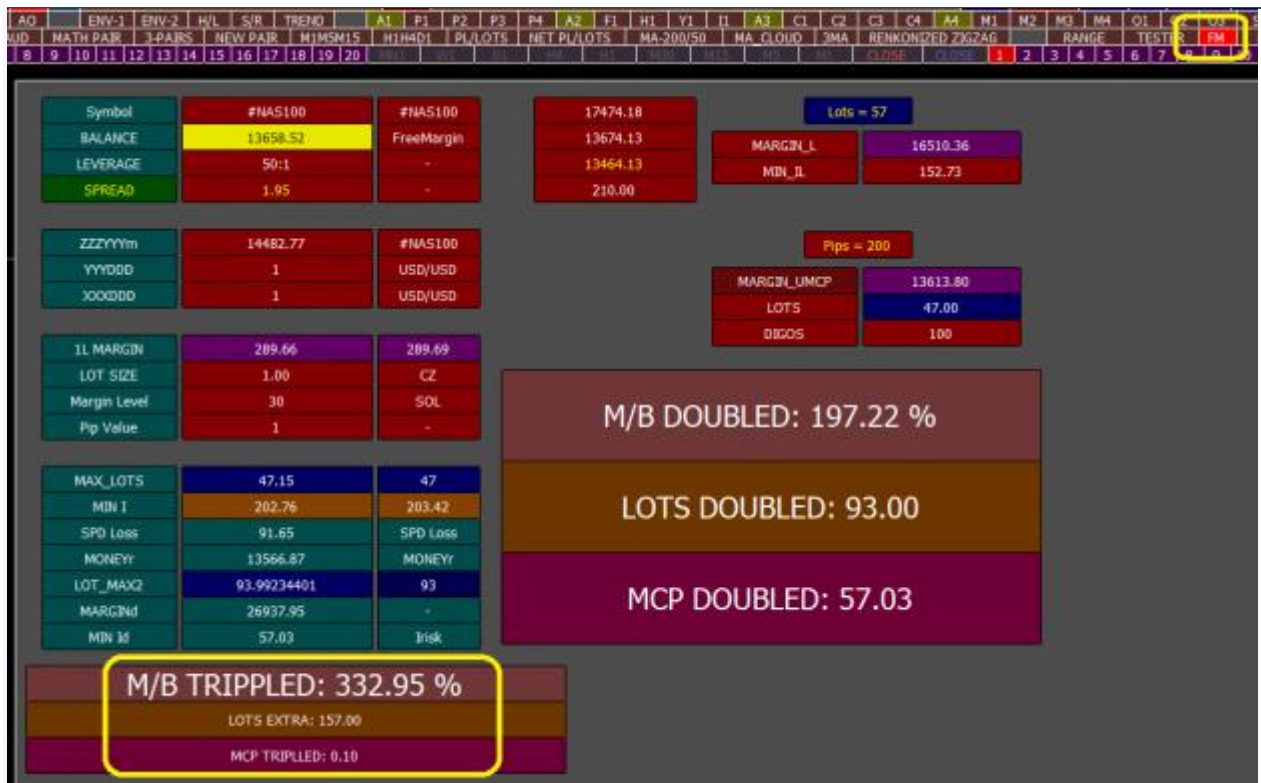 AO ENV-1 ENV-2 H/L S/R TREND A1 P1 P2 P3 P4 A2 F1 H1 Y1 I1 A3 C1 C2 C3 C4 A4 M1 M2 M3 M4 O1 O3
MATH PAIR 3-PAIRS NEW PAIR M1M5M15 H1H4D1 PL/LOTS NET PL/LOTS MA-200/50 MA_CLOUD 3MA RENKONIZED ZIGZAG RANGE TESTER FM
8 9 10 11 12 13 14 15 16 17 18 19 20 CLOSE CLOSE 1 2 3 4 5 6 7 8 9
Symbol #NAS100 #NAS100
BALANCE 13658.52 FreeMargin
LEVERAGE 50:1 -
SPREAD 1.95 -
17474.18
13674.13
13464.13
210.00
Lots = 57
MARGIN_L 16510.36
MIN_IL 152.73
ZZZYYYm 14482.77 #NAS100
YYYDDD 1 USD/USD
XXXDDD 1 USD/USD
Pips = 200
MARGIN_UMCP 13613.80
LOTS 47.00
DIGOS 100
1L MARGIN 289.66 289.69
LOT SIZE 1.00 CZ
Margin Level 30 SOL
Pip Value 1 -
M/B DOUBLED: 197.22 %
LOTS DOUBLED: 93.00
MCP DOUBLED: 57.03
MAX_LOTS 47.15 47
MIN I 202.76 203.42
SPD Loss 91.65 SPD Loss
MONEYr 13566.87 MONEYr
LOT_MAX2 93.99234401 93
MARGINd 26937.95 -
MIN Id 57.03 Irisk
M/B TRIPPLED: 332.95 %
LOTS EXTRA: 157.00
MCP TRIPLLED: 0.10